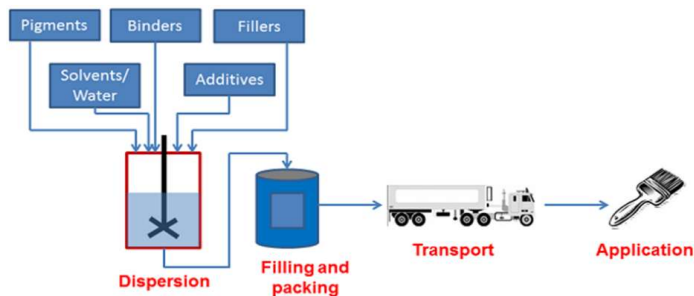 Pigments
Binders
Fillers
Solvents/
Water
Additives
Dispersion
Filling and
packing
Transport
Application